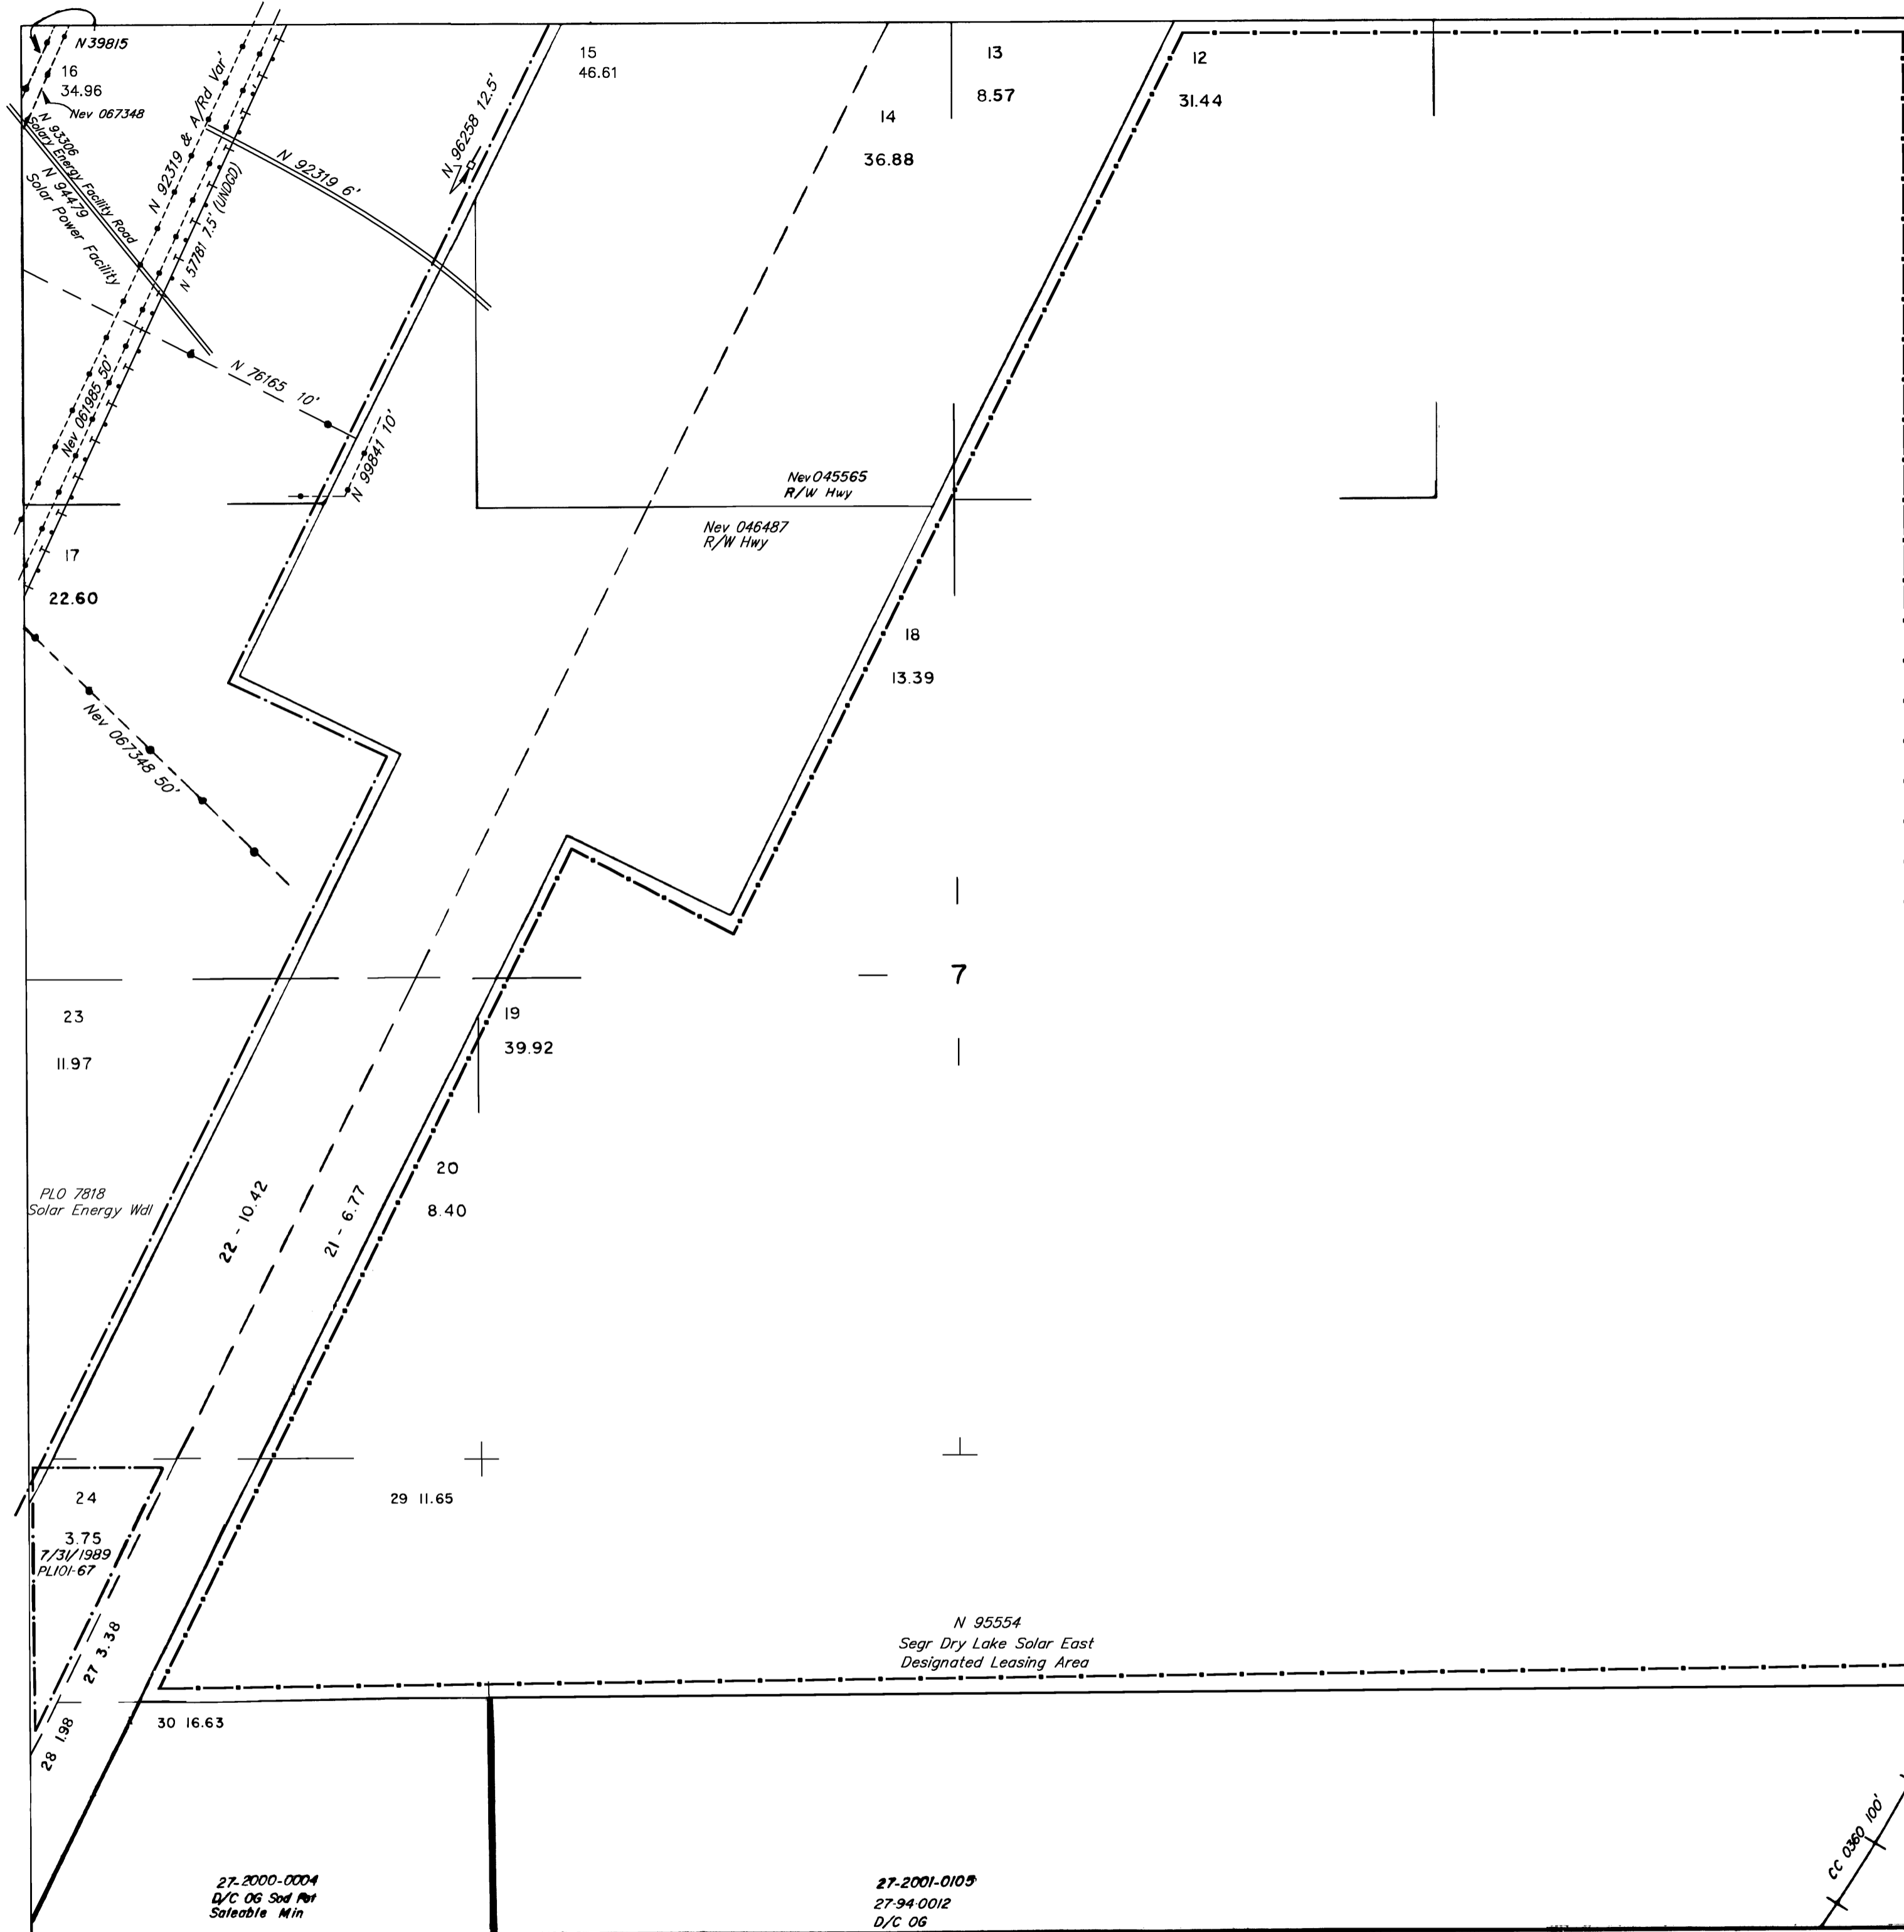 N39815
16
34.96
Nev 067348
N 93306
Solary Energy Facility Road
N 94479
Solar Power Facility
N 92319 & A/Rd Var'
N 57781 7.5' (UNDGD)
N 92319 6'
N 96258 12.5'
15
46.61
14
36.88
13
8.57
12
31.44
N 76165 10'
Nev 061985 50'
N 99841 10'
Nev 045565
R/W Hwy
Nev 046487
R/W Hwy
17
22.60
18
13.39
Nev 067348 50'
7
23
11.97
19
39.92
20
8.40
PLO 7818
Solar Energy Wdl
22 - 10.42
21 - 6.77
24
3.75
7/31/1989
PL101-67
29 11.65
27 3.38
28 1.98
30 16.63
N 95554
Segr Dry Lake Solar East
Designated Leasing Area
27-2000-0004
D/C OG Sod Pot
Saleable Min
27-2001-0105
27-94-0012
D/C OG
CC 0360 100'